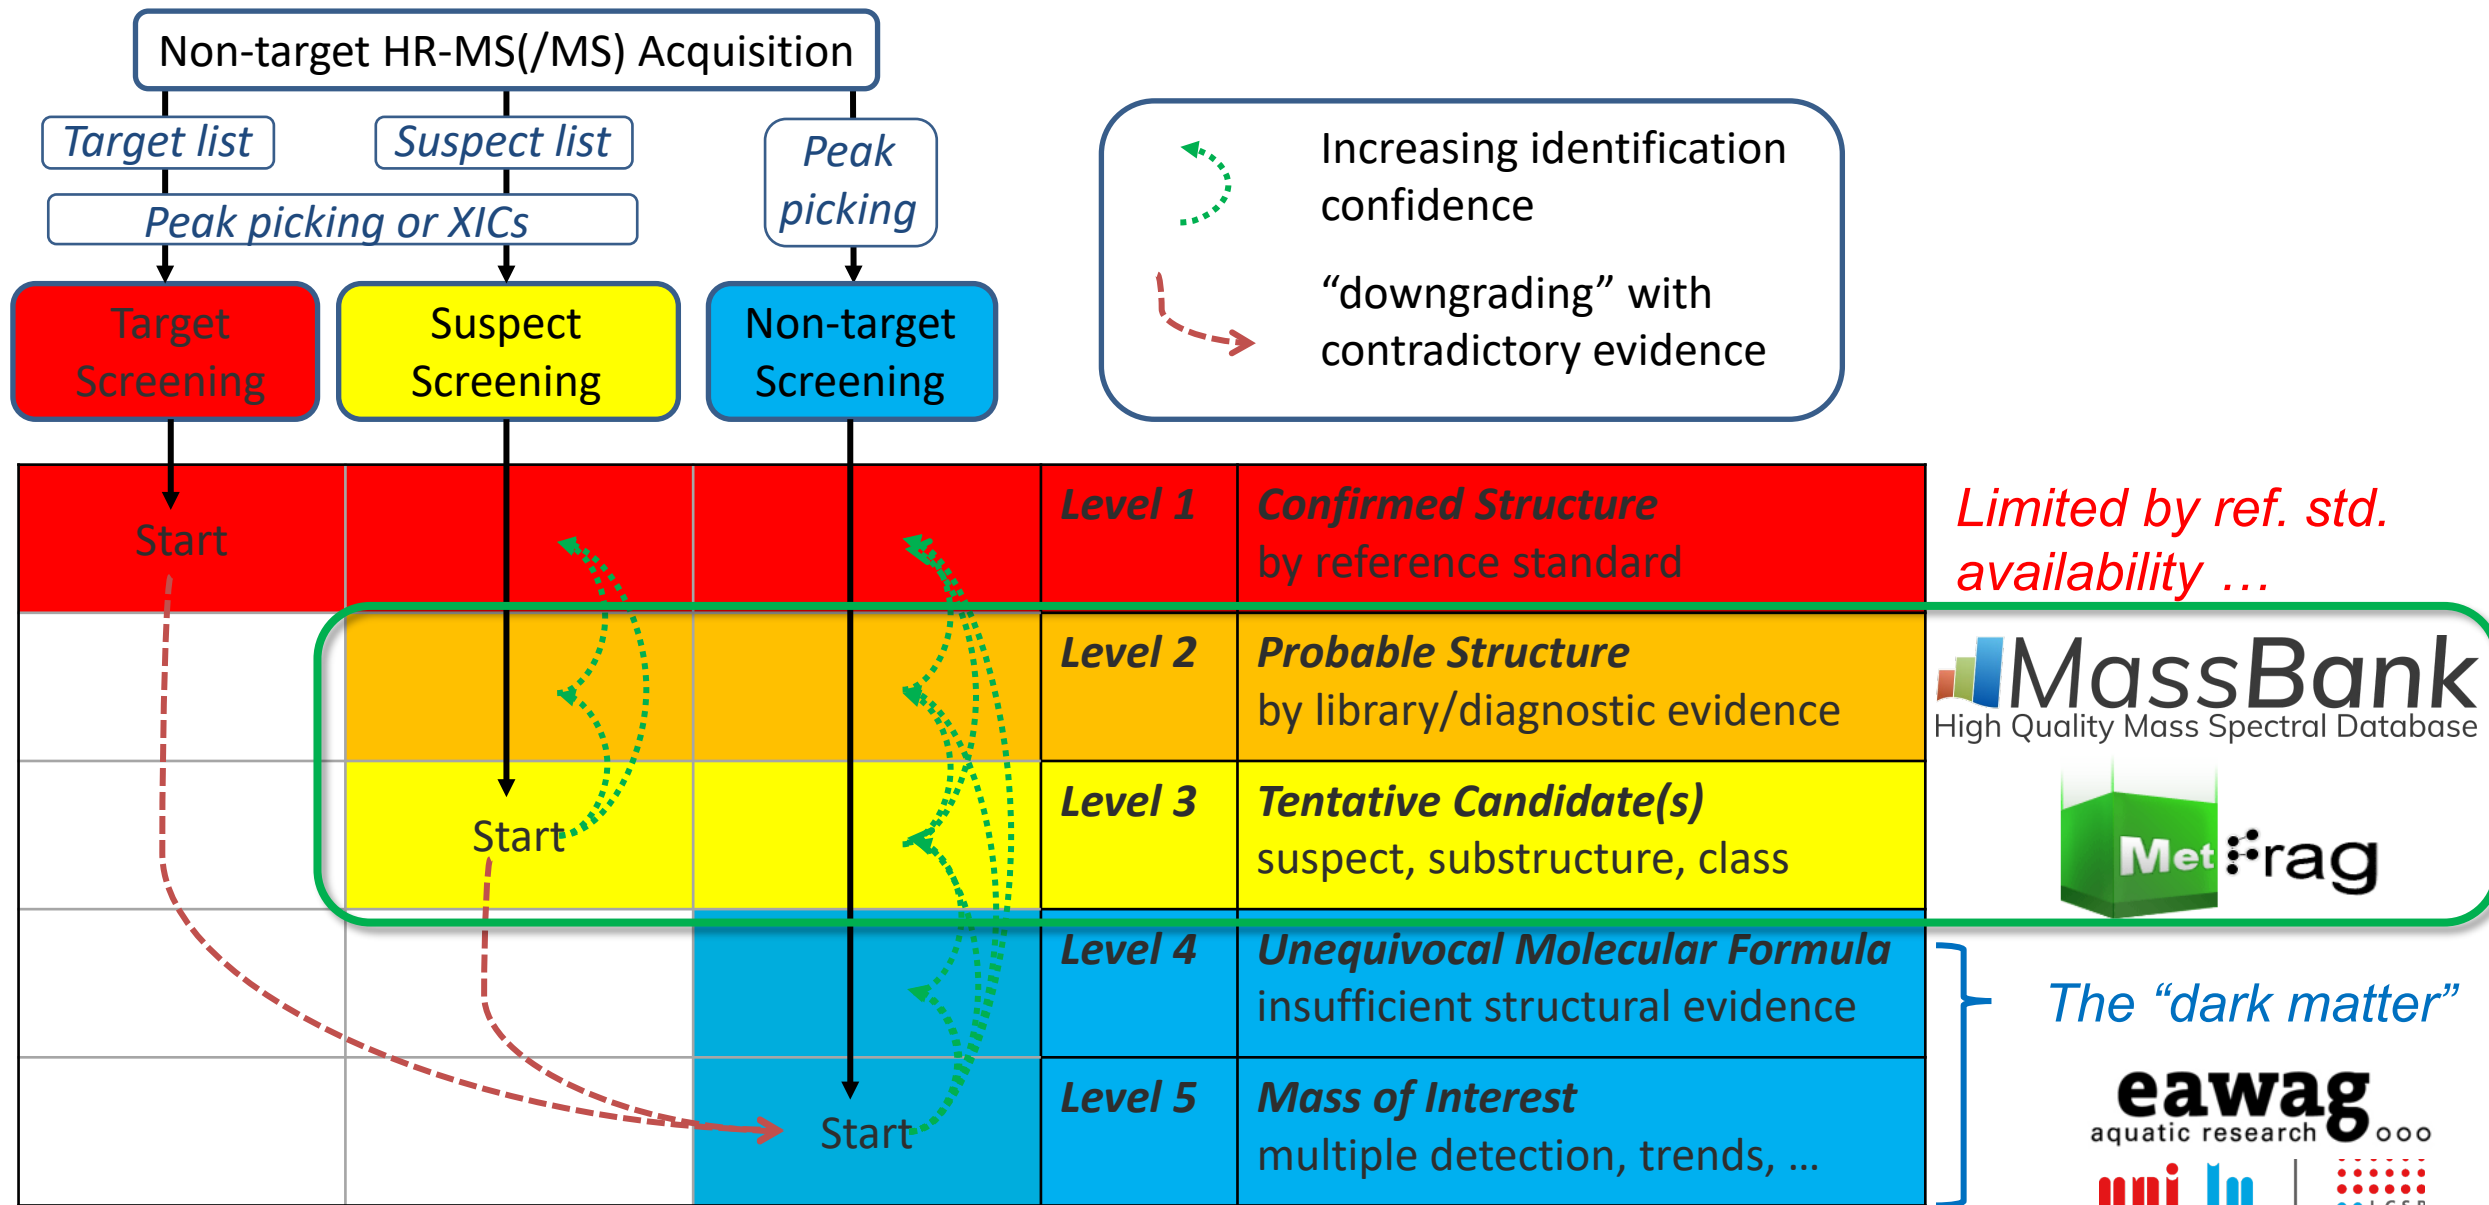 Non-target HR-MS(/MS) Acquisition
Target list
Suspect list
Peak
picking
Peak picking or XICs
Target
Screening
Suspect
Screening
Non-target
Screening
Increasing identification
confidence
“downgrading” with
contradictory evidence
Start
Level 1
Confirmed Structure
by reference standard
Limited by ref. std.
availability …
Level 2
Probable Structure
by library/diagnostic evidence
MassBank
High Quality Mass Spectral Database
Start
Level 3
Tentative Candidate(s)
suspect, substructure, class
MetFrag
Level 4
Unequivocal Molecular Formula
insufficient structural evidence
The “dark matter”
Start
Level 5
Mass of Interest
multiple detection, trends, …
eawag
aquatic research